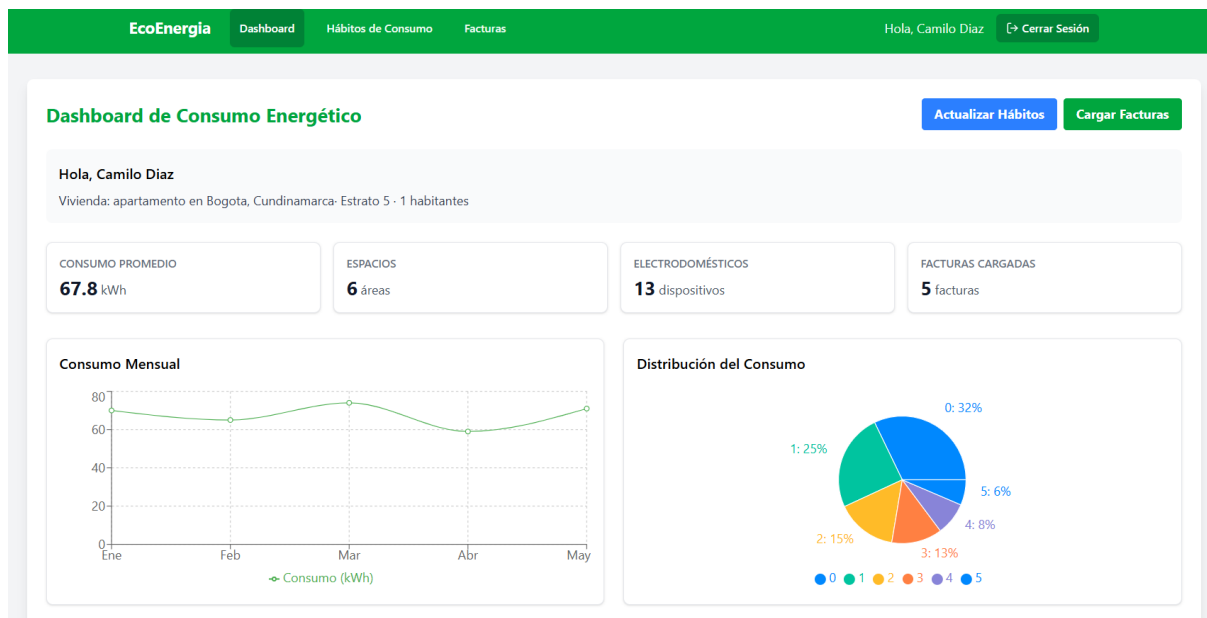 EcoEnergia Dashboard Hábitos de Consumo Facturas Hola, Camilo Diaz Cerrar Sesión
Dashboard de Consumo Energético Actualizar Hábitos Cargar Facturas
Hola, Camilo Diaz
Vivienda: apartamento en Bogota, Cundinamarca· Estrato 5 · 1 habitantes
CONSUMO PROMEDIO
67.8 kWh
ESPACIOS
6 áreas
ELECTRODOMÉSTICOS
13 dispositivos
FACTURAS CARGADAS
5 facturas
Consumo Mensual
80
60
40
20
0
Ene Feb Mar Abr May
Consumo (kWh)
Distribución del Consumo
0: 32%
1: 25%
5: 6%
4: 8%
2: 15%
3: 13%
0 1 2 3 4 5